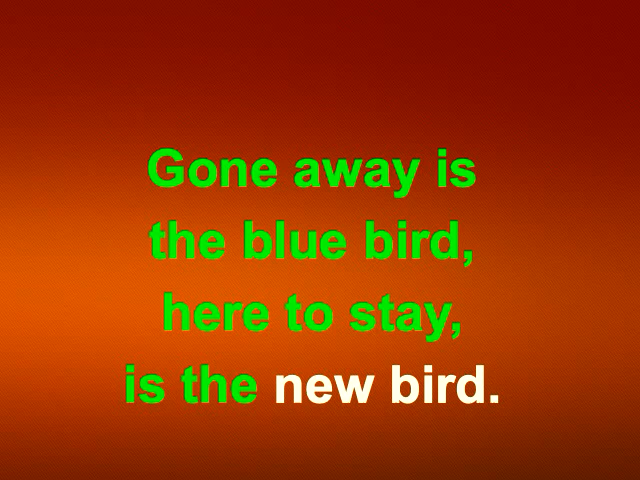 Gone away is
the blue bird,
here to stay,
is the new bird.